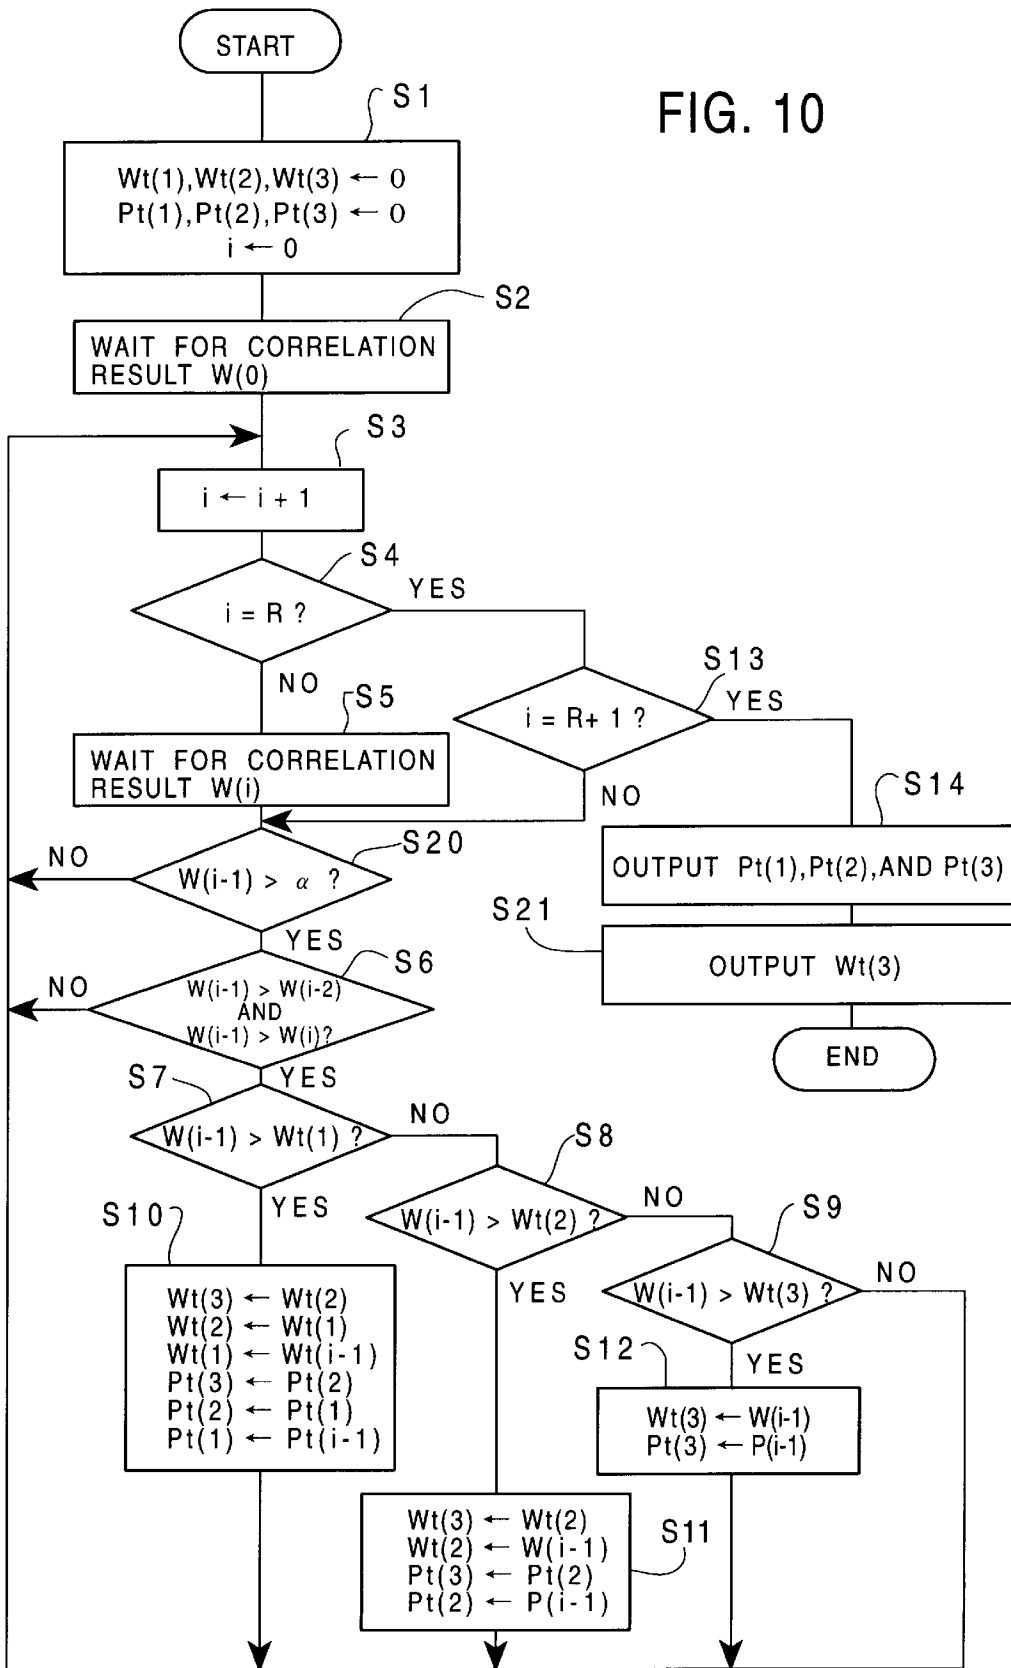 START
FIG. 10
S1
Wt(1),Wt(2),Wt(3) ← 0
Pt(1),Pt(2),Pt(3) ← 0
i ← 0
S2
WAIT FOR CORRELATION
RESULT W(0)
S3
i ← i + 1
S4
i = R ?
YES
NO
S13
i = R+ 1 ?
YES
NO
S5
WAIT FOR CORRELATION
RESULT W(i)
S14
OUTPUT Pt(1),Pt(2),AND Pt(3)
S20
W(i-1) > α ?
NO
YES
S21
OUTPUT Wt(3)
END
S6
W(i-1) > W(i-2)
AND
W(i-1) > W(i)?
NO
YES
S7
W(i-1) > Wt(1) ?
NO
YES
S8
W(i-1) > Wt(2) ?
NO
YES
S9
W(i-1) > Wt(3) ?
NO
YES
S10
Wt(3) ← Wt(2)
Wt(2) ← Wt(1)
Wt(1) ← Wt(i-1)
Pt(3) ← Pt(2)
Pt(2) ← Pt(1)
Pt(1) ← Pt(i-1)
S12
Wt(3) ← W(i-1)
Pt(3) ← P(i-1)
S11
Wt(3) ← Wt(2)
Wt(2) ← W(i-1)
Pt(3) ← Pt(2)
Pt(2) ← P(i-1)